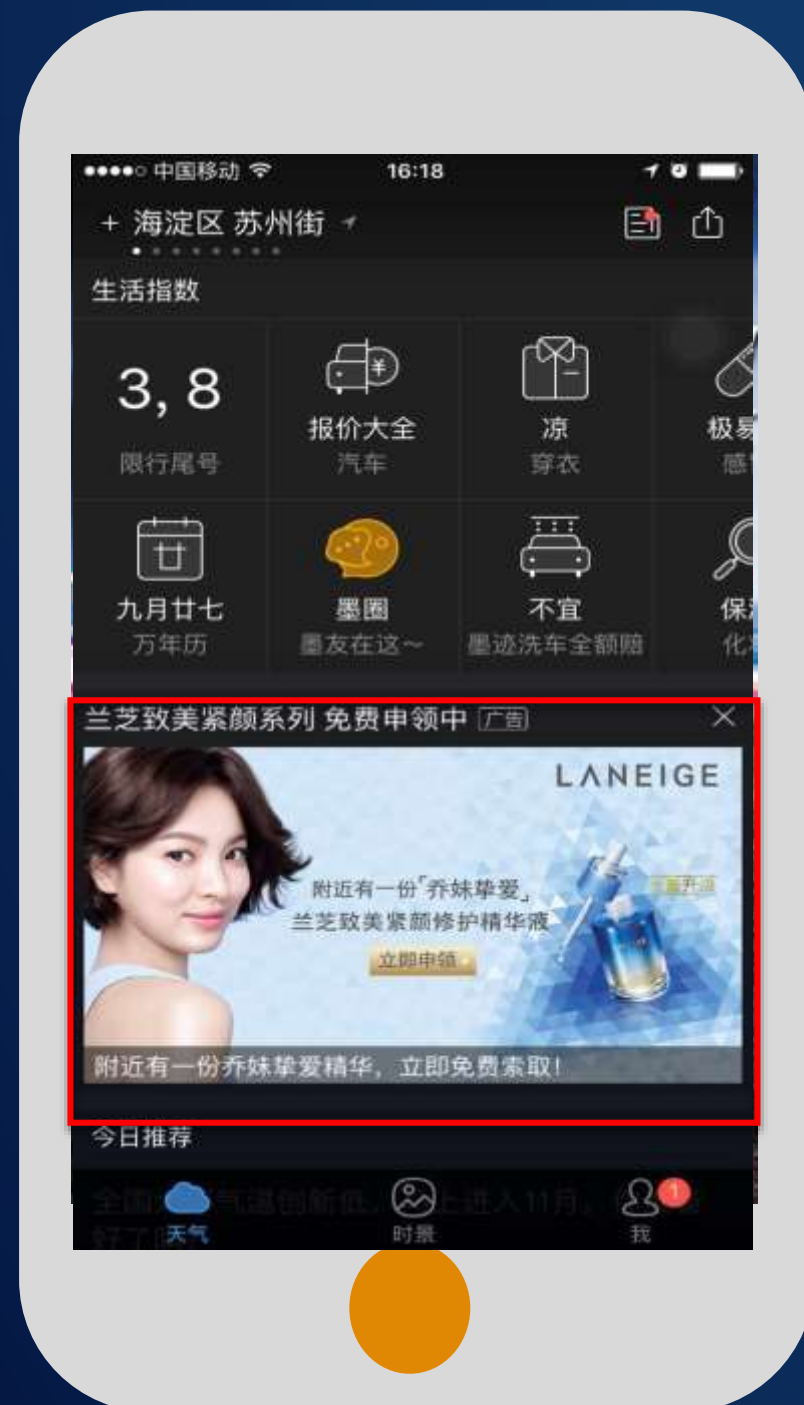 中国移动 16:18
+ 海淀区 苏州街
生活指数
3, 8
限行尾号
报价大全
汽车
凉
穿衣
极易
感
九月廿七
万年历
墨圈
墨友在这～
不宜
墨迹洗车全额赔
保
化
兰芝致美紧颜系列 免费申领中 广告
LANEIGE
附近有一份「乔妹挚爱」
兰芝致美紧颜修护精华液
立即申领
附近有一份乔妹挚爱精华，立即免费索取！
今日推荐
天气
时景
1
我